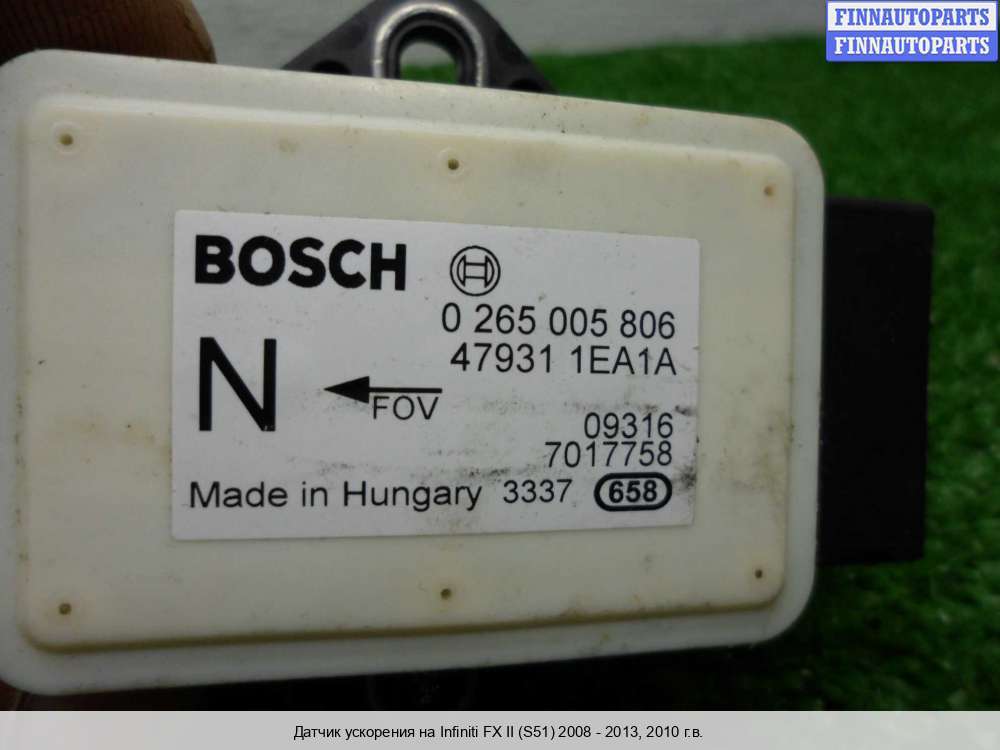 FINNAUTOPARTS
FINNAUTOPARTS
BOSCH
0 265 005 806
47931 1EA1A
N
FOV
09316
7017758
Made in Hungary 3337 658
Датчик ускорения на Infiniti FX II (S51) 2008 - 2013, 2010 г.в.